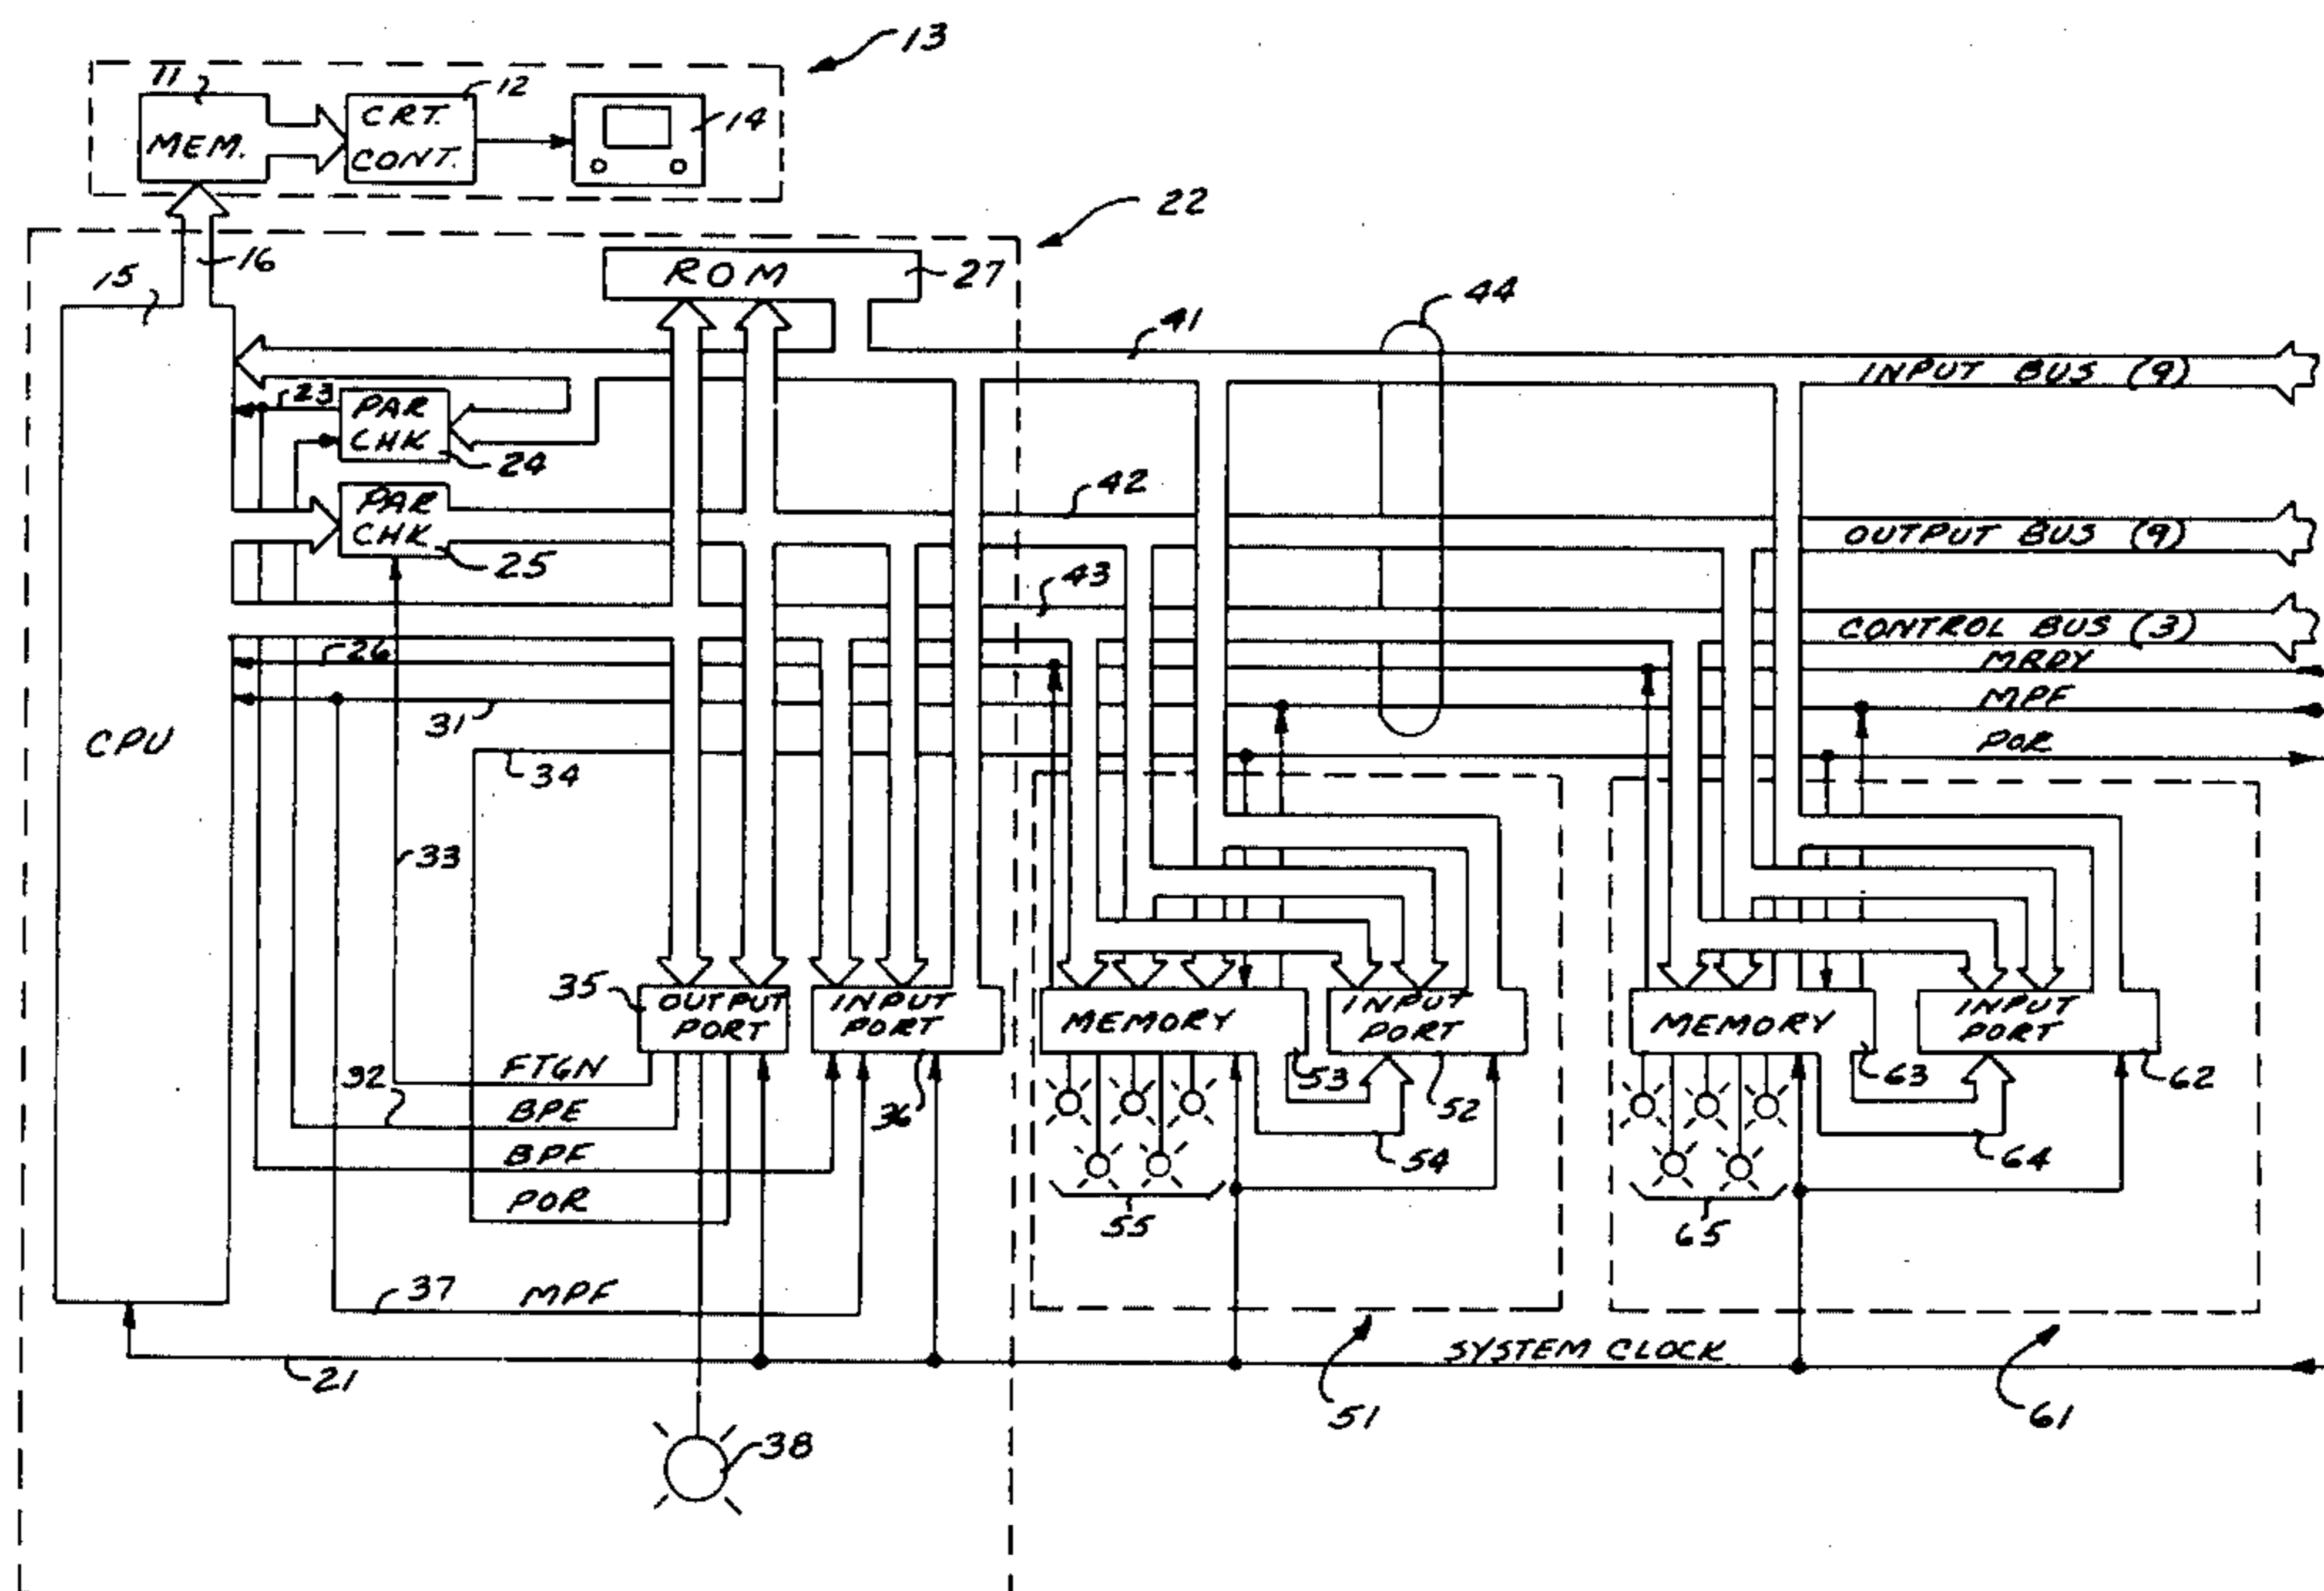 13
11
12
MEM.
CRT.
CONT.
14
22
15
16
ROM
27
44
41
INPUT BUS (9)
23
PAR
CHK
24
42
PAR
CHK
25
OUTPUT BUS (9)
43
CONTROL BUS (3)
26
MRDY
MPF
31
CPU
POR
34
33
35
OUTPUT
PORT
INPUT
PORT
MEMORY
INPUT
PORT
MEMORY
INPUT
PORT
FTGN
32
BPE
36
53
52
63
62
BPF
54
64
POR
55
65
37
MPF
SYSTEM CLOCK
21
51
61
38